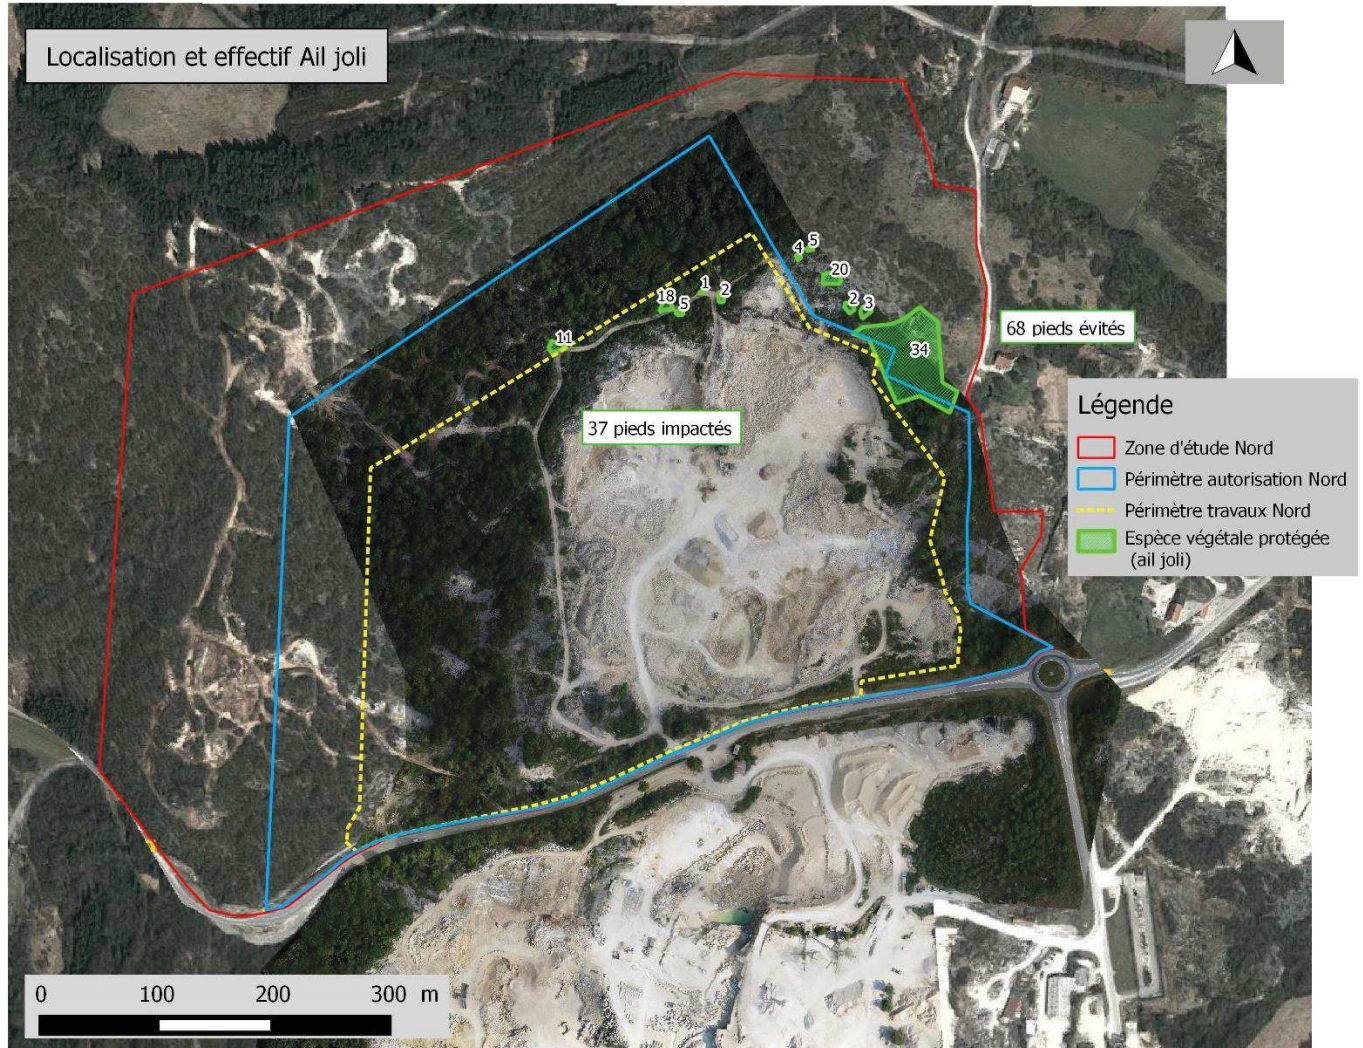 Localisation et effectif Ail joli
4
5
20
1
2
18
5
2
3
11
34
68 pieds évités
37 pieds impactés
Légende
Zone d'étude Nord
Périmètre autorisation Nord
Périmètre travaux Nord
Espèce végétale protégée
(ail joli)
0 100 200 300 m